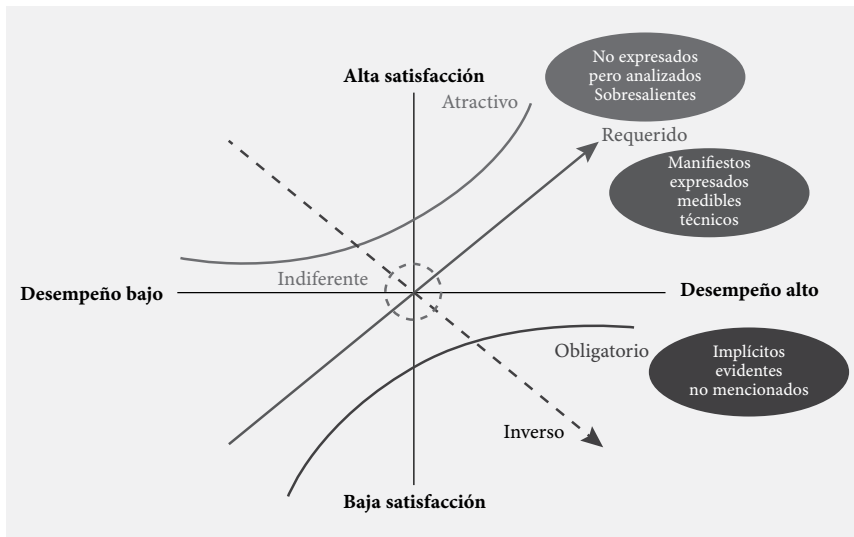 No expresados
pero analizados
Sobresalientes
Alta satisfacción
Atractivo
Requerido
Manifiestos
expresados
medibles
técnicos
Indiferente
Desempeño bajo
Desempeño alto
Obligatorio
Implícitos
evidentes
no mencionados
Inverso
Baja satisfacción